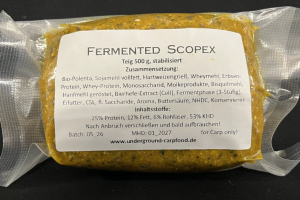 FERMENTED SCOPEX
Teig 500 g, stabilisiert
Zusammensetzung:
Bio-Polenta, Sojamehl vollfett, Hartweizengrieß, Wheymehl, Erbsen-
Protein, Whey-Protein, Monosaccharid, Molkeprodukte, Bisquitmehl,
Hanfmehl geröstet, Bierhefe-Extract (Cell), Fermentphase (3-Stufig),
Eifutter, CSL, fl. Saccharide, Aroma, Buttersäure, NHDC, Konservierer
Inhaltsstoffe:
25% Protein, 12% Fett, 6% Rohfaser, 53% KHD
Nach Anbruch verschließen und bald aufbrauchen!
Batch: 05_26 MHD: 01_2027 for Carp only!
www.underground-carpfood.de